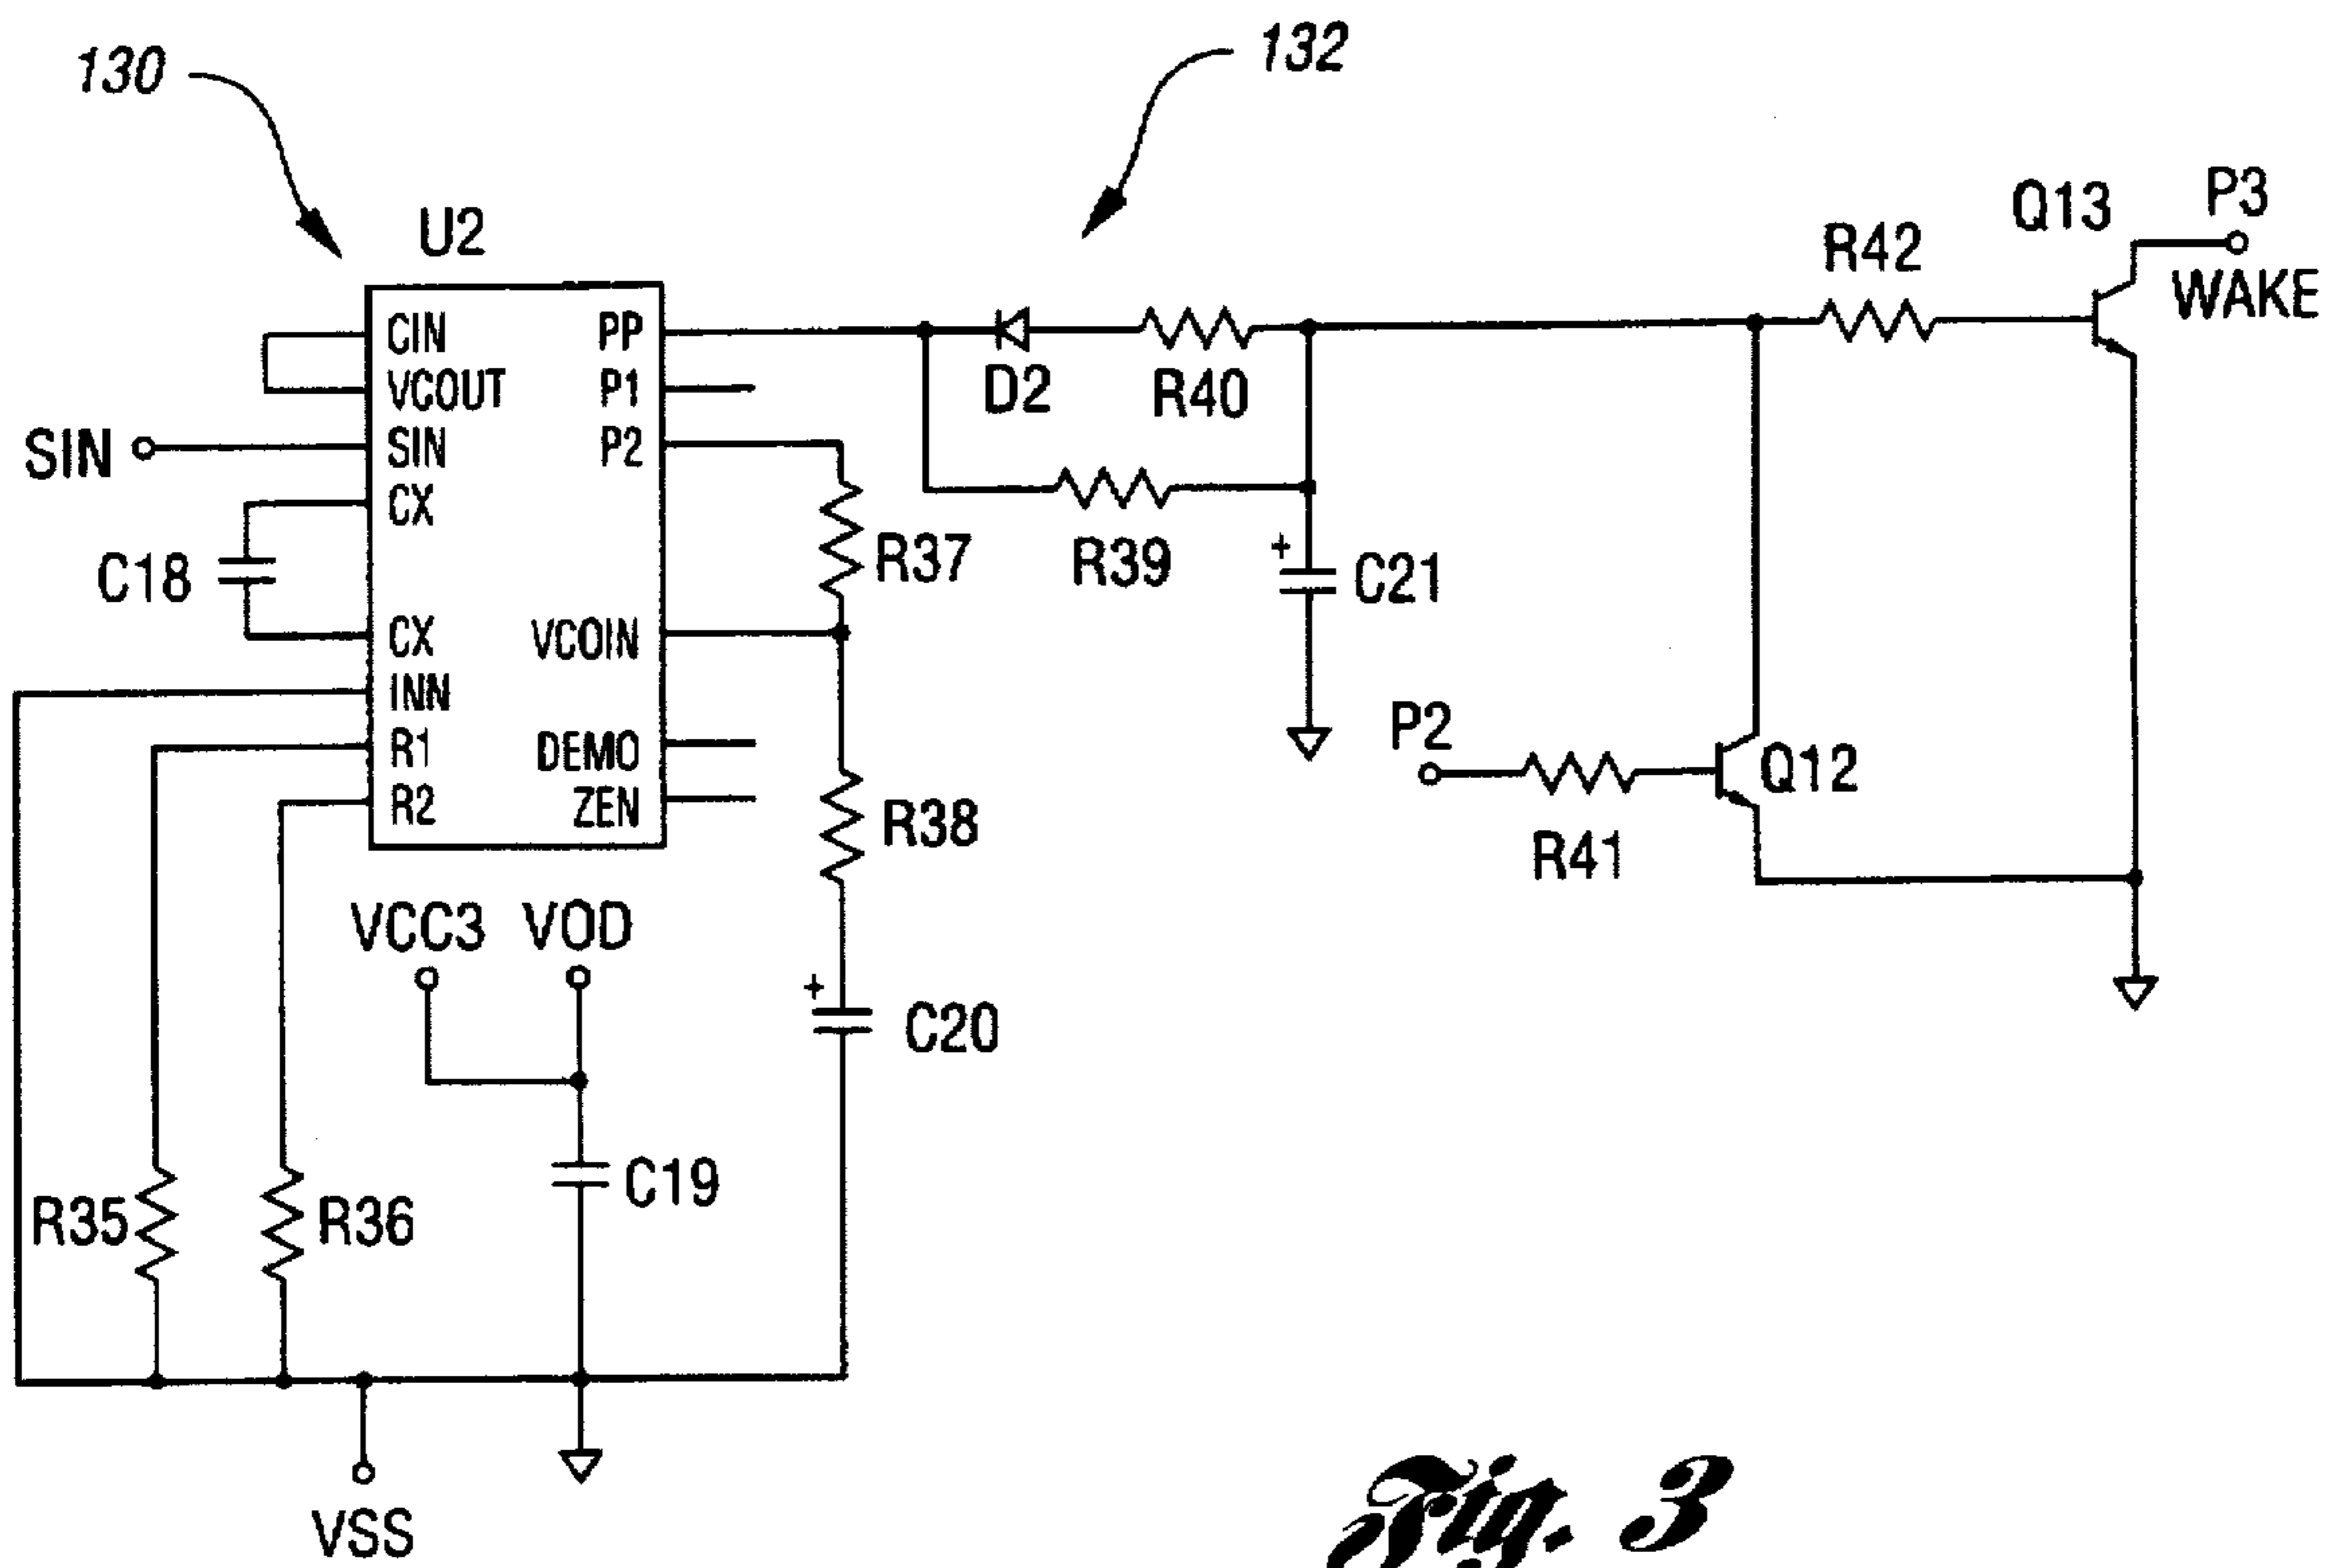 130
132
U2
Q13
P3
R42
WAKE
CIN
PP
VCOUT
P1
D2
R40
SIN
SIN
P2
CX
R37
R39
C18
+
C21
CX
VCOIN
INN
P2
R1
DEMO
Q12
R2
ZEN
R38
R41
VCC3
VOD
+
C20
C19
R35
R36
VSS
Fig. 3